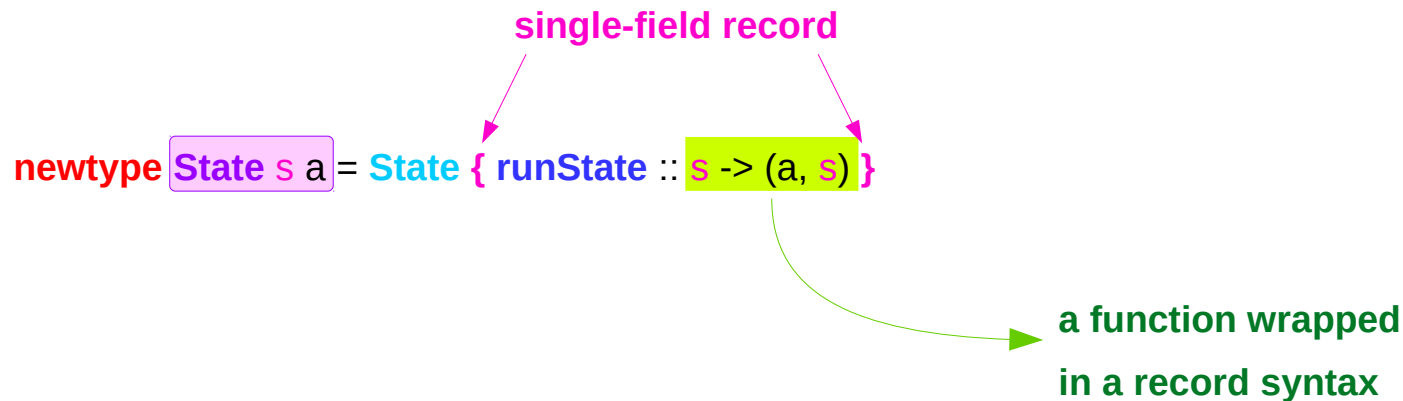 single-field record
newtype State s a = State { runState :: s -> (a, s) }
a function wrapped
in a record syntax